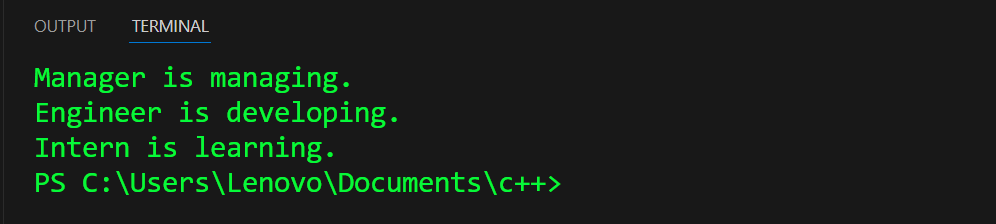 OUTPUT TERMINAL
Manager is managing.
Engineer is developing.
Intern is learning.
PS C:\Users\Lenovo\Documents\c++>